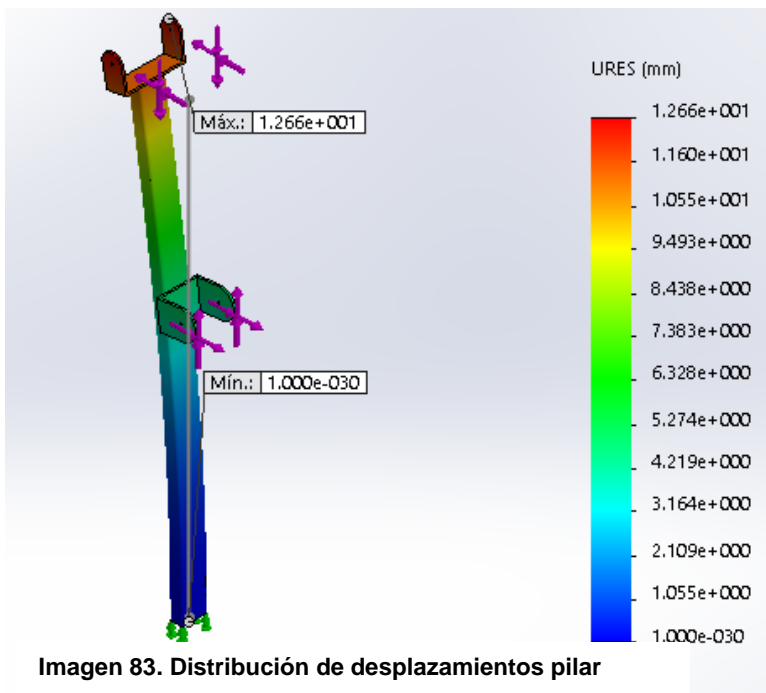 URES (mm)
1.266e+001
Máx.: 1.266e+001
1.160e+001
1.055e+001
9.493e+000
8.438e+000
7.383e+000
6.328e+000
Mín.: 1.000e-030
5.274e+000
4.219e+000
3.164e+000
2.109e+000
1.055e+000
1.000e-030
Imagen 83. Distribución de desplazamientos pilar